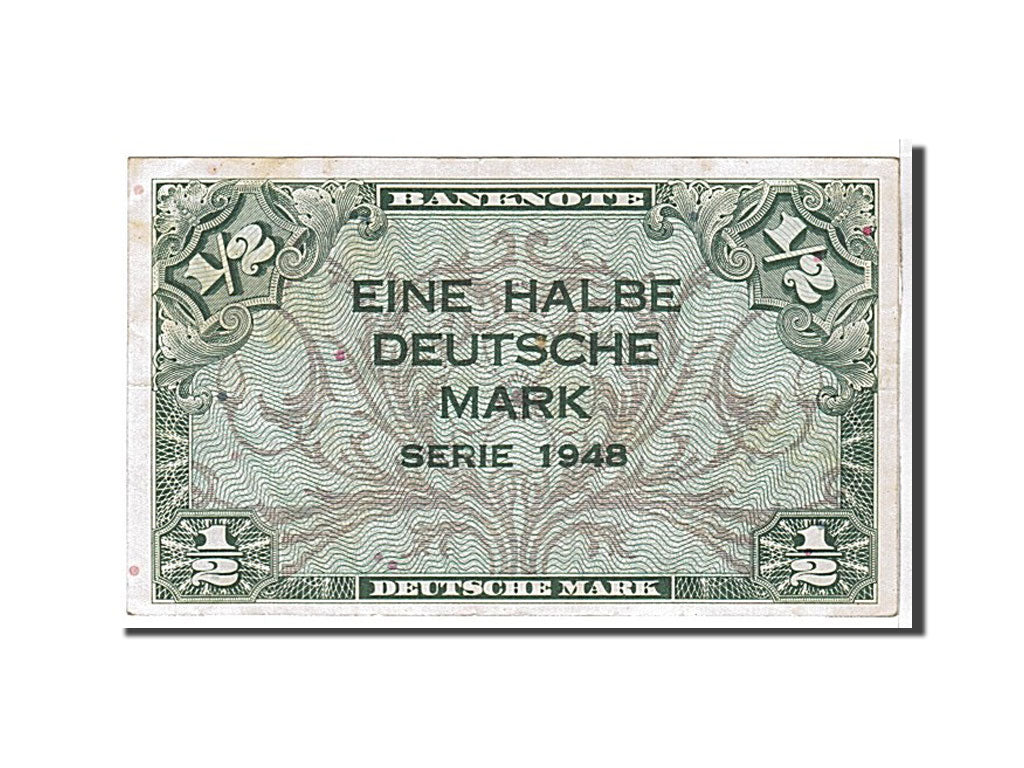 BANKNOTE
1/2
1/2
EINE HALBE
DEUTSCHE
MARK
SERIE 1948
1/2
1/2
DEUTSCHE MARK